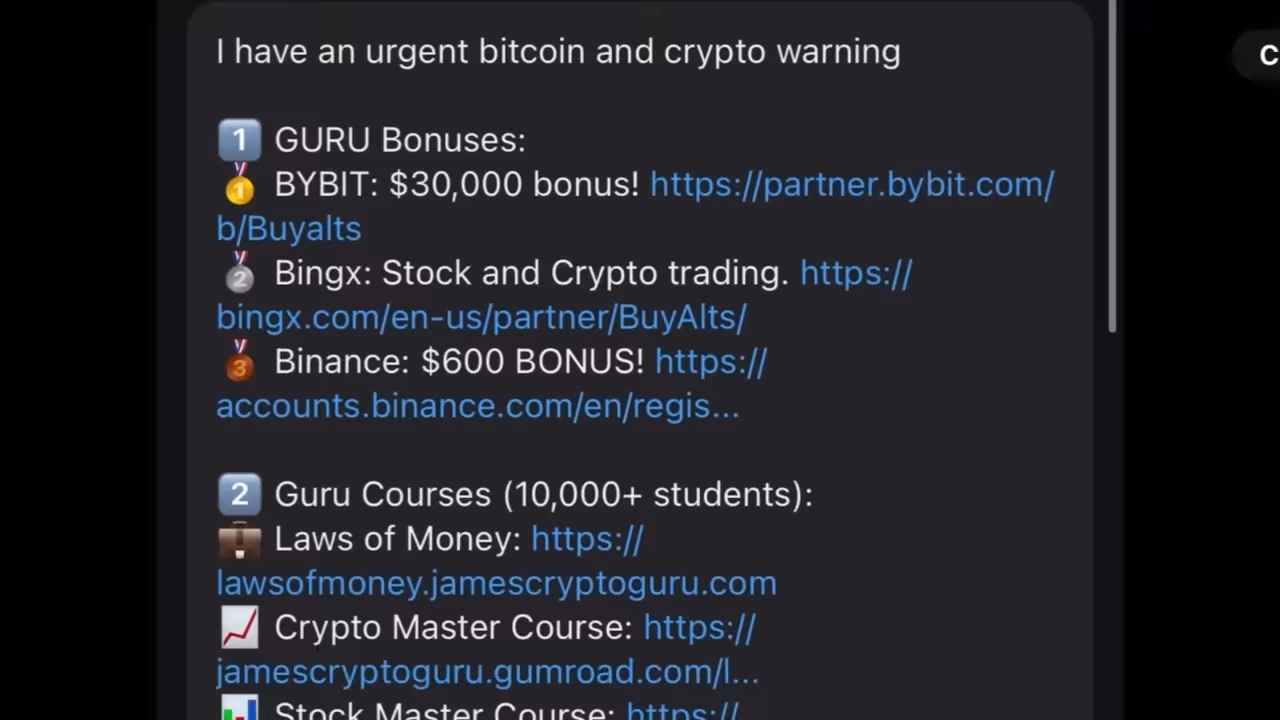 I have an urgent bitcoin and crypto warning
1 GURU Bonuses:
1 BYBIT: $30,000 bonus! https://partner.bybit.com/
b/Buyalts
2 Bingx: Stock and Crypto trading. https://
bingx.com/en-us/partner/BuyAlts/
3 Binance: $600 BONUS! https://
accounts.binance.com/en/regis...
2 Guru Courses (10,000+ students):
Laws of Money: https://
lawsofmoney.jamescryptoguru.com
Crypto Master Course: https://
jamescryptoguru.gumroad.com/l...
Stock Master Course: https://
C